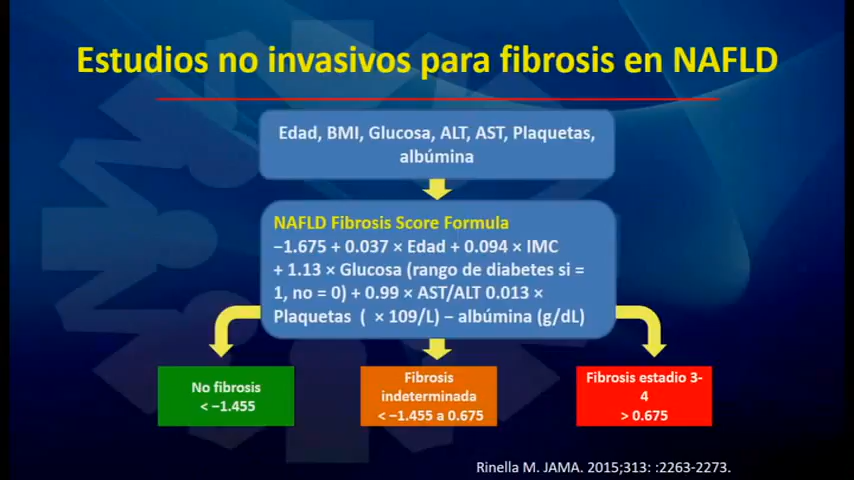 Estudios no invasivos para fibrosis en NAFLD
Edad, BMI, Glucosa, ALT, AST, Plaquetas,
albúmina
NAFLD Fibrosis Score Formula
−1.675 + 0.037 × Edad + 0.094 × IMC
+ 1.13 × Glucosa (rango de diabetes si =
1, no = 0) + 0.99 × AST/ALT 0.013 ×
Plaquetas ( × 109/L) − albúmina (g/dL)
No fibrosis
< −1.455
Fibrosis
indeterminada
< −1.455 a 0.675
Fibrosis estadio 3-
4
> 0.675
Rinella M. JAMA. 2015;313: :2263-2273.